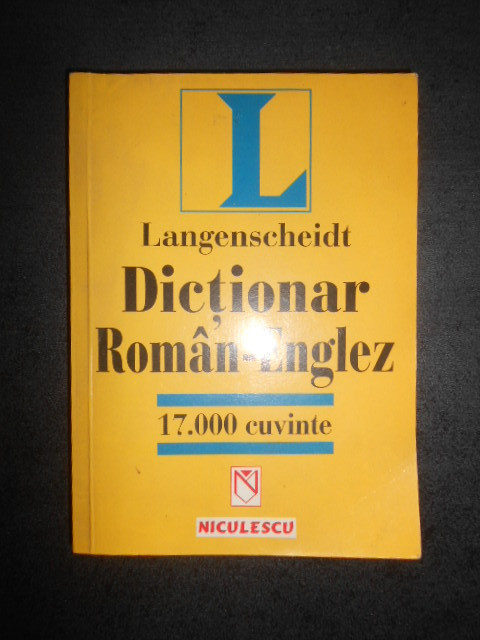 L
Langenscheidt
Dicționar
Român-Englez
17.000 cuvinte
N
NICULESCU